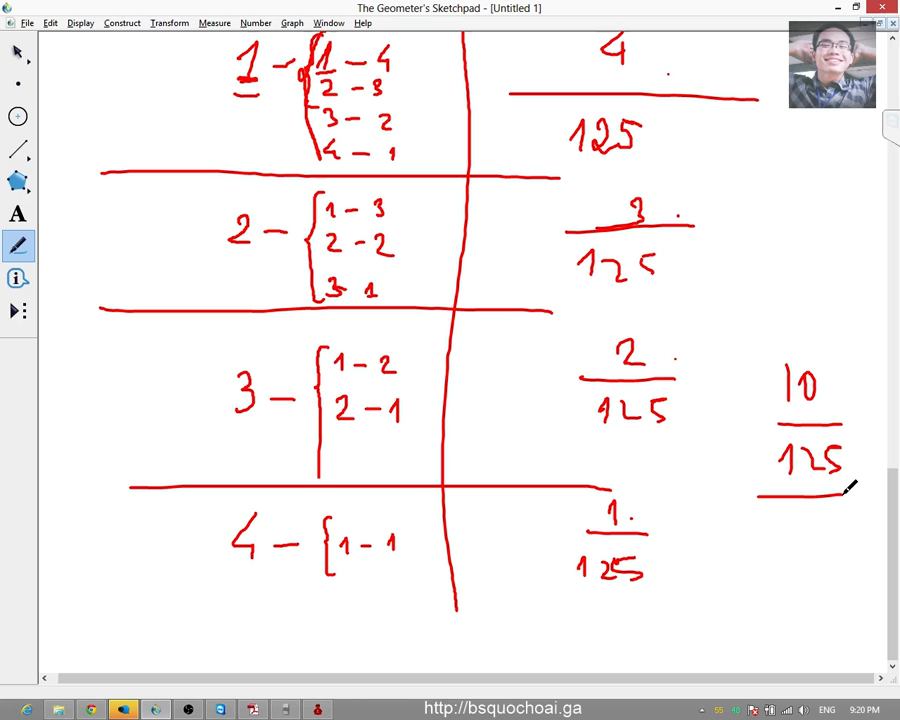 The Geometer's Sketchpad - [Untitled 1]
File Edit Display Construct Transform Measure Number Graph Window Help
1 - { 1 - 4
2 - 3
3 - 2
4 - 1
4
125
2 - { 1 - 3
2 - 2
3 1
3
125
3 - { 1 - 2
2 - 1
2
125
10
125
4 - { 1 - 1
1
125
A
i
http://bsquochoai.ga
55 48
ENG 9:20 PM